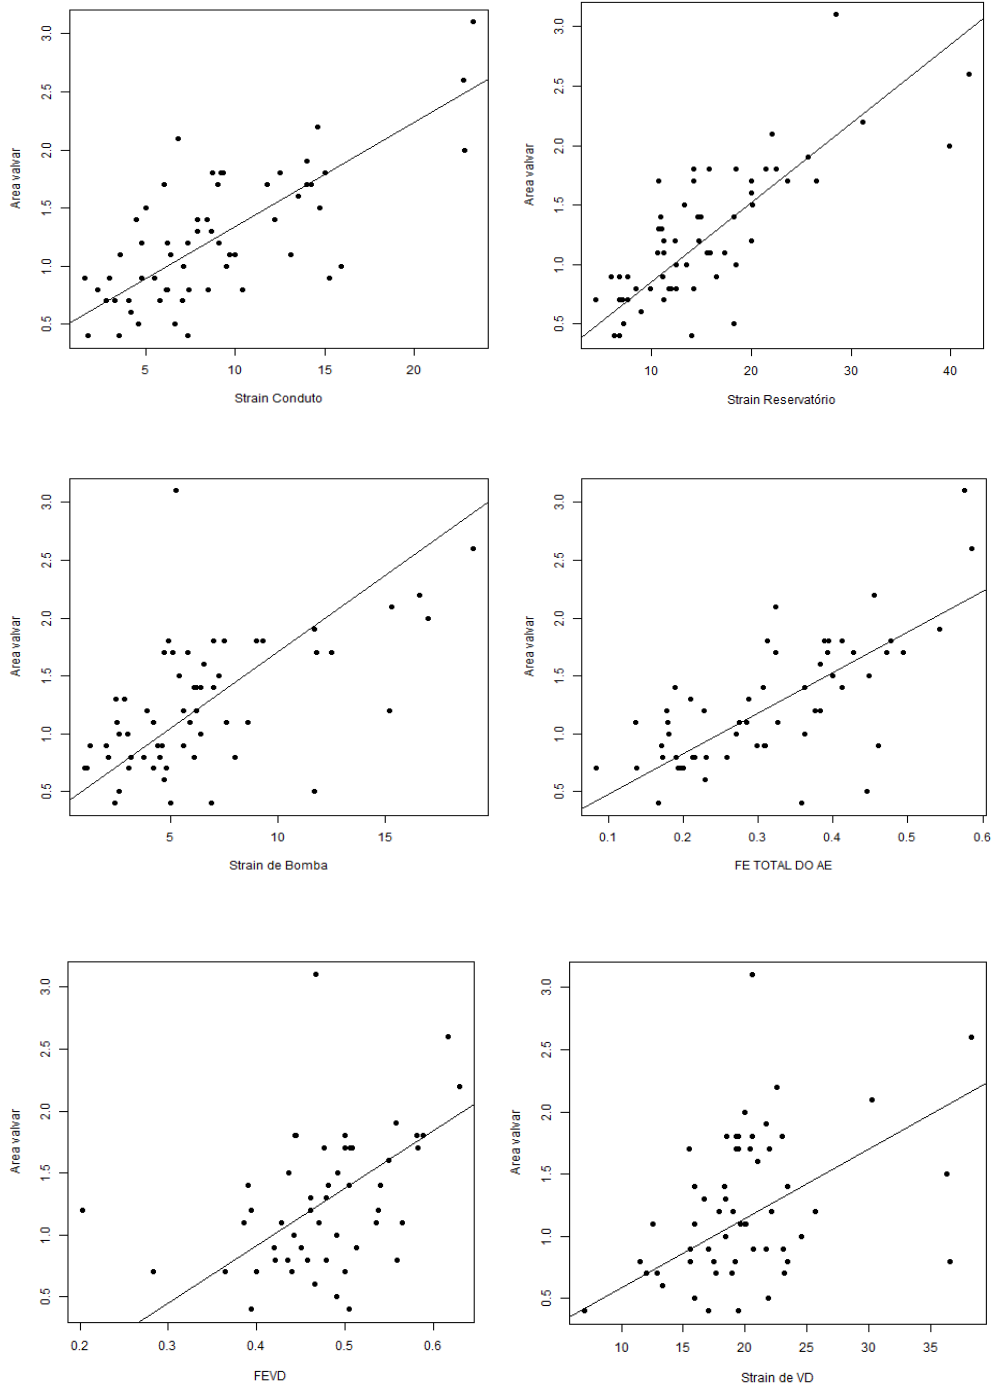 3.0
2.5
2.0
1.5
1.0
0.5
Area valvar
5 10 15 20
Strain Conduto
3.0
2.5
2.0
1.5
1.0
0.5
Area valvar
10 20 30 40
Strain Reservatório
3.0
2.5
2.0
1.5
1.0
0.5
Area valvar
5 10 15
Strain de Bomba
3.0
2.5
2.0
1.5
1.0
0.5
Area valvar
0.1 0.2 0.3 0.4 0.5 0.6
FE TOTAL DO AE
3.0
2.5
2.0
1.5
1.0
0.5
Area valvar
0.2 0.3 0.4 0.5 0.6
FEVD
3.0
2.5
2.0
1.5
1.0
0.5
Area valvar
10 15 20 25 30 35
Strain de VD